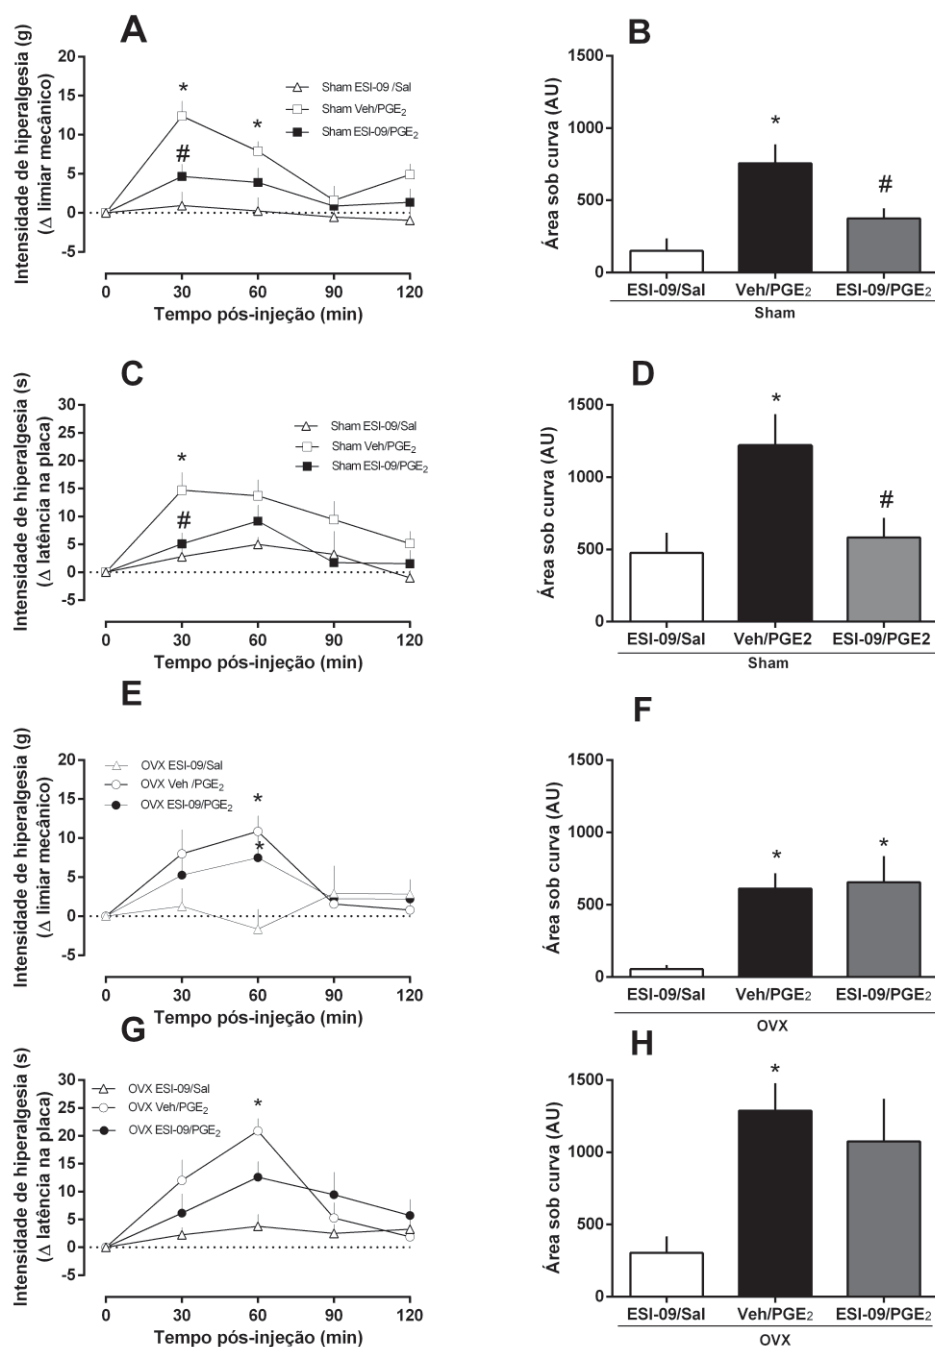 A
Intensidade de hiperalgesia (g)
(Δ limiar mecânico)
20
15
10
5
0
-5
*
*
#
Sham ESI-09 /Sal
Sham Veh/PGE2
Sham ESI-09/PGE2
0 30 60 90 120
Tempo pós-injeção (min)
B
Área sob curva (AU)
1500
1000
500
0
*
#
ESI-09/Sal Veh/PGE2 ESI-09/PGE2
Sham
C
Intensidade de hiperalgesia (s)
(Δ latência na placa)
30
25
20
15
10
5
0
-5
*
#
Sham ESI-09/Sal
Sham Veh/PGE2
Sham ESI-09/PGE2
0 30 60 90 120
Tempo pós-injeção (min)
D
Área sob curva (AU)
1500
1000
500
0
*
#
ESI-09/Sal Veh/PGE2 ESI-09/PGE2
Sham
E
Intensidade de hiperalgesia (g)
(Δ limiar mecânico)
20
15
10
5
0
-5
OVX ESI-09/Sal
OVX Veh /PGE2
OVX ESI-09/PGE2
*
*
0 30 60 90 120
Tempo pós-injeção (min)
F
Área sob curva (AU)
1500
1000
500
0
*
*
ESI-09/Sal Veh/PGE2 ESI-09/PGE2
OVX
G
Intensidade de hiperalgesia (s)
(Δ latência na placa)
30
25
20
15
10
5
0
-5
OVX ESI-09/Sal
OVX Veh/PGE2
OVX ESI-09/PGE2
*
0 30 60 90 120
Tempo pós-injeção (min)
H
Área sob curva (AU)
1500
1000
500
0
*
ESI-09/Sal Veh/PGE2 ESI-09/PGE2
OVX